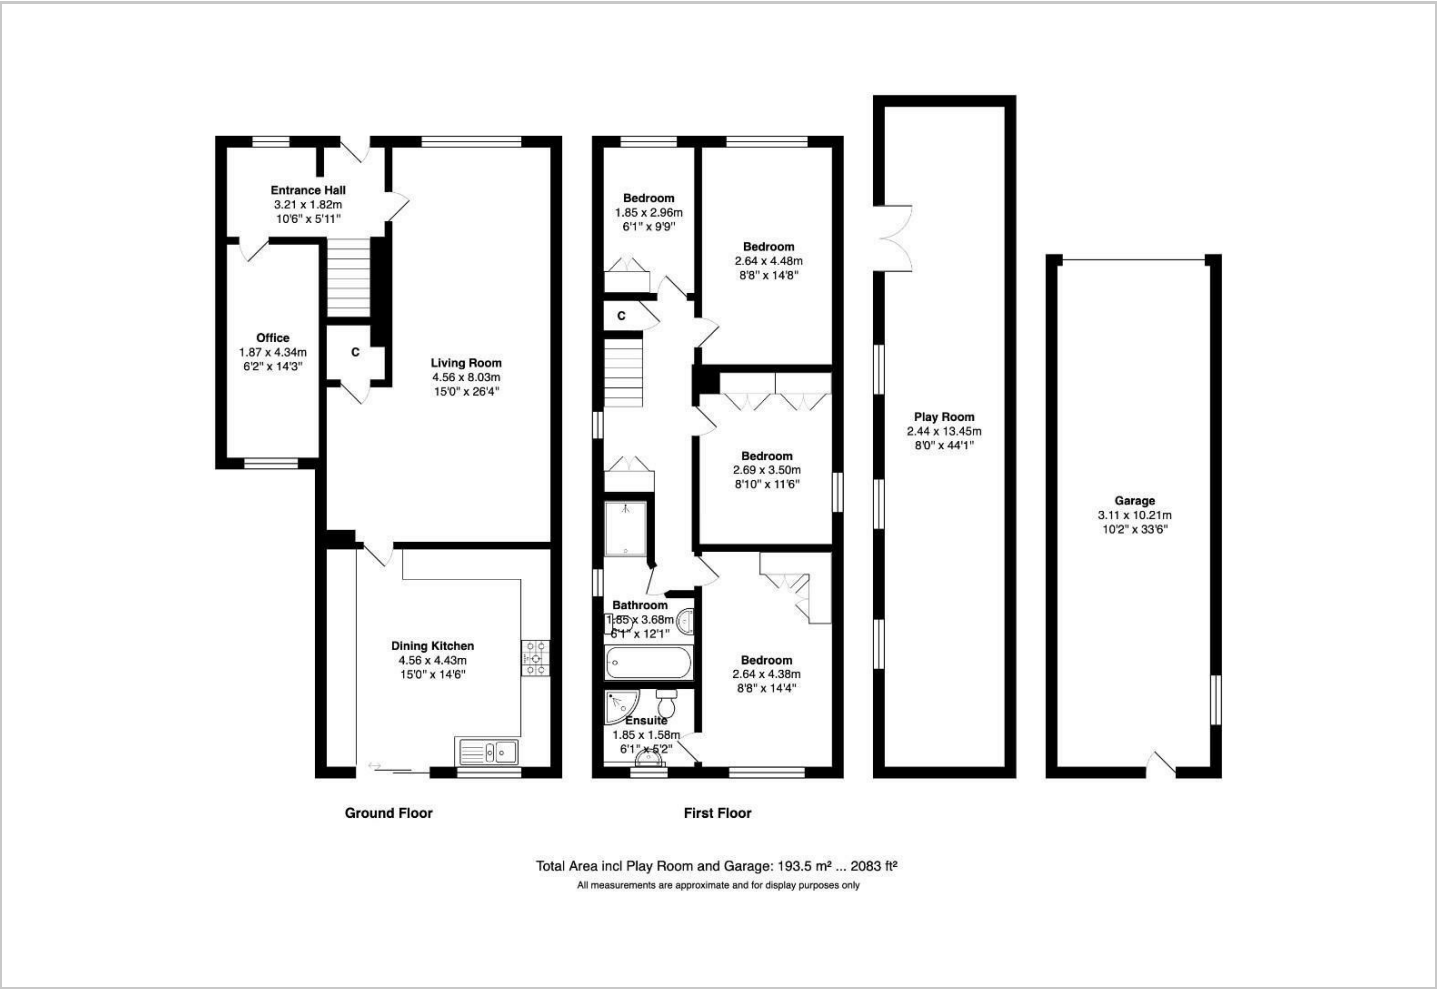 Entrance Hall
3.21 x 1.82m
10'6" x 5'11"
Office
1.87 x 4.34m
6'2" x 14'3"
C
Living Room
4.56 x 8.03m
15'0" x 26'4"
Dining Kitchen
4.56 x 4.43m
15'0" x 14'6"
Ground Floor
Bedroom
1.85 x 2.96m
6'1" x 9'9"
Bedroom
2.64 x 4.48m
8'8" x 14'8"
C
Bedroom
2.69 x 3.50m
8'10" x 11'6"
Bathroom
1.85 x 3.68m
6'1" x 12'1"
Bedroom
2.64 x 4.38m
8'8" x 14'4"
Ensuite
1.85 x 1.58m
6'1" x 5'2"
First Floor
Play Room
2.44 x 13.45m
8'0" x 44'1"
Garage
3.11 x 10.21m
10'2" x 33'6"
Total Area incl Play Room and Garage: 193.5 m² ... 2083 ft²
All measurements are approximate and for display purposes only